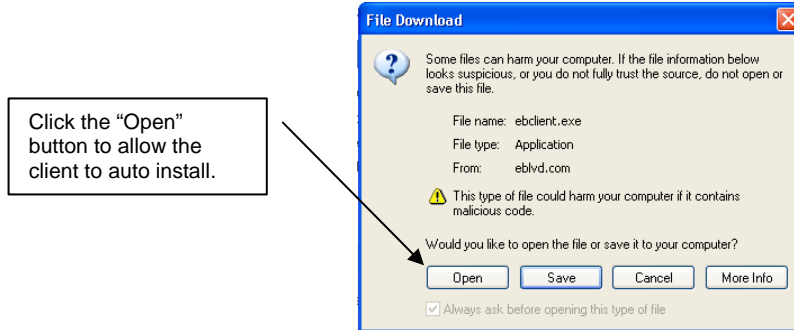 File Download
Some files can harm your computer. If the file information below
looks suspicious, or you do not fully trust the source, do not open or
save this file.
File name: ebclient.exe
File type: Application
From: eblvd.com
This type of file could harm your computer if it contains
malicious code.
Would you like to open the file or save it to your computer?
Open Save Cancel More Info
Always ask before opening this type of file
Click the “Open”
button to allow the
client to auto install.